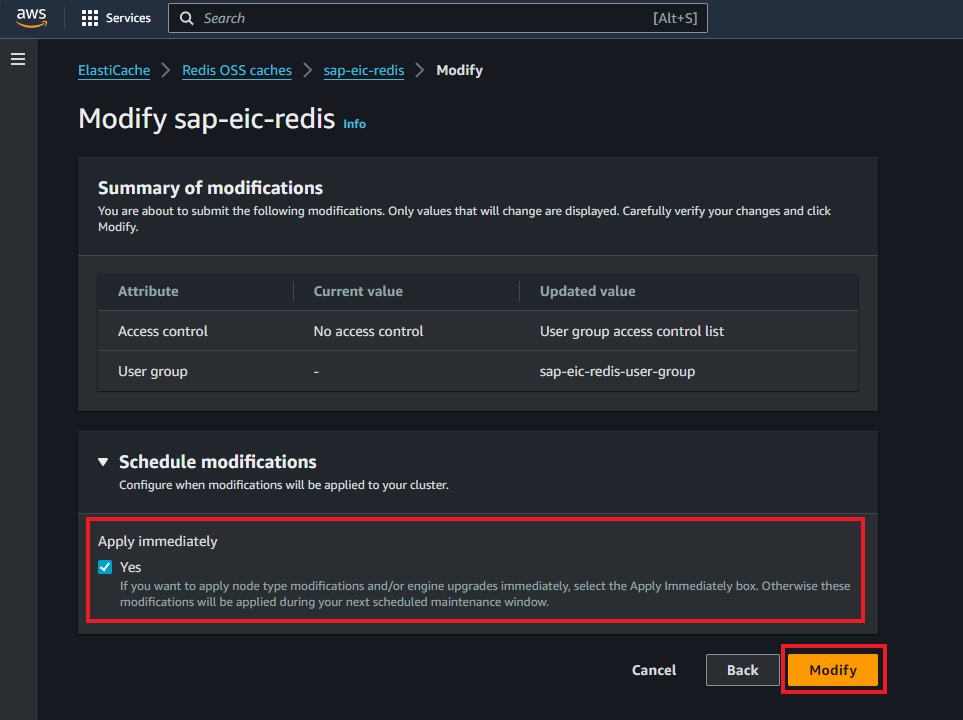 aws Services Search [Alt+S]
ElastiCache Redis OSS caches sap-eic-redis Modify
Modify sap-eic-redis Info
Summary of modifications
You are about to submit the following modifications. Only values that will change are displayed. Carefully verify your changes and click
Modify.
Attribute Current value Updated value
Access control No access control User group access control list
User group - sap-eic-redis-user-group
Schedule modifications
Configure when modifications will be applied to your cluster.
Apply immediately
Yes
If you want to apply node type modifications and/or engine upgrades immediately, select the Apply Immediately box. Otherwise these
modifications will be applied during your next scheduled maintenance window.
Cancel Back Modify